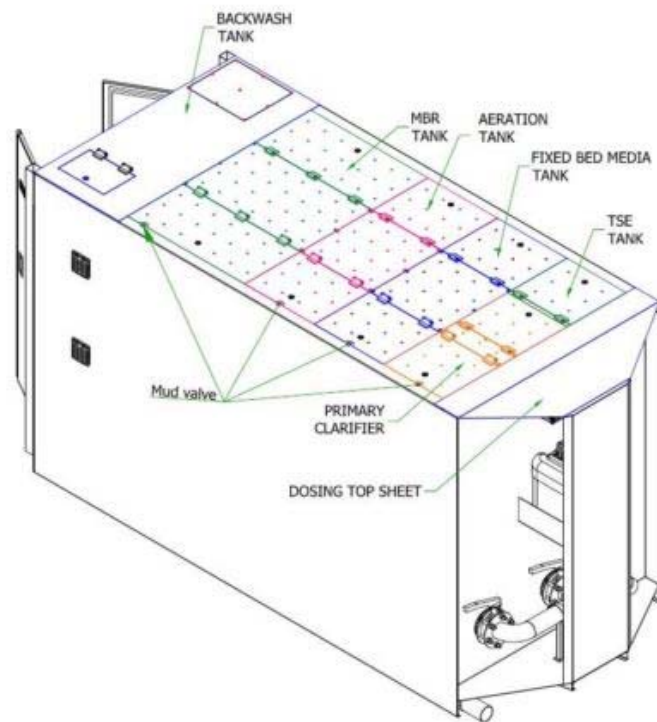 BACKWASH
TANK
MBR
TANK
AERATION
TANK
FIXED BED MEDIA
TANK
TSE
TANK
Mud valve
PRIMARY
CLARIFIER
DOSING TOP SHEET